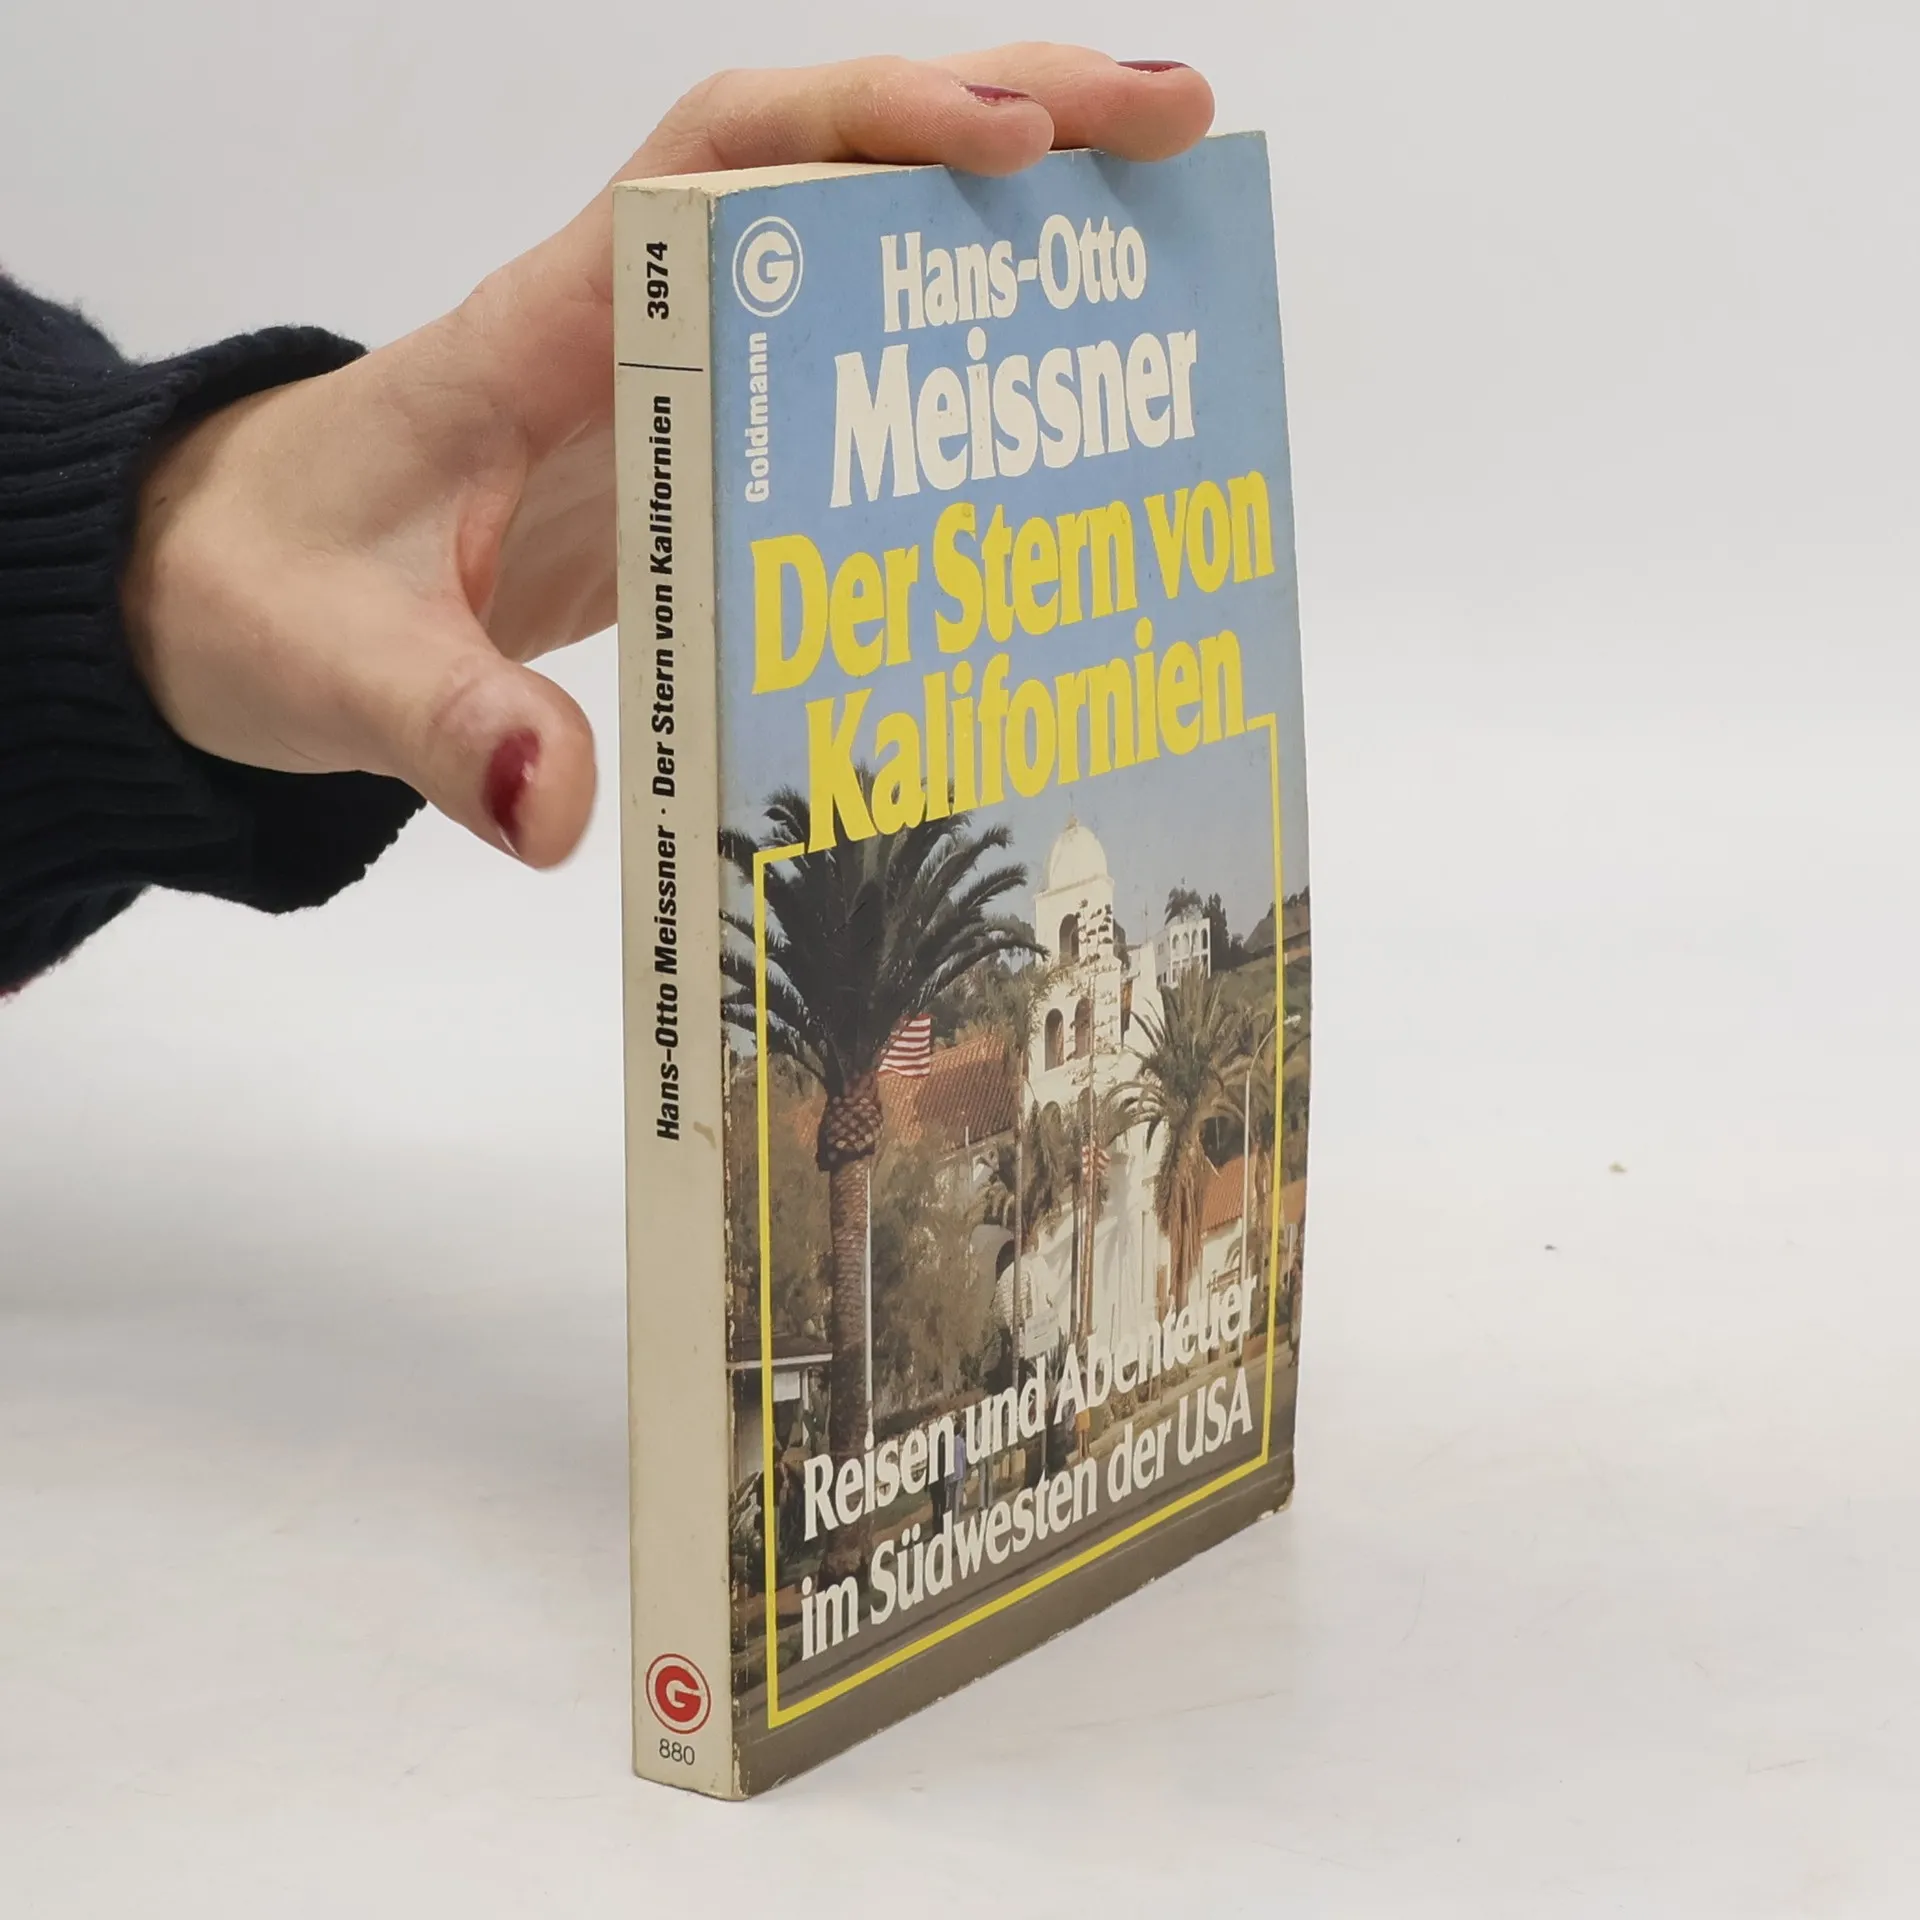 3974
Hans-Otto Meissner · Der Stern von Kalifornien
G
880
G
Goldmann
Hans-Otto
Meissner
Der Stern von
Kalifornien
Reisen und Abenteuer
im Südwesten der USA